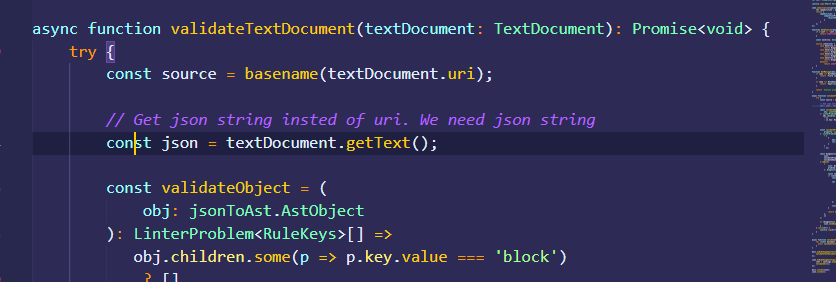 async function validateTextDocument(textDocument: TextDocument): Promise<void> {
try {
const source = basename(textDocument.uri);
// Get json string insted of uri. We need json string
const json = textDocument.getText();
const validateObject = (
obj: jsonToAst.AstObject
): LinterProblem<RuleKeys>[] =>
obj.children.some(p => p.key.value === 'block')
? []